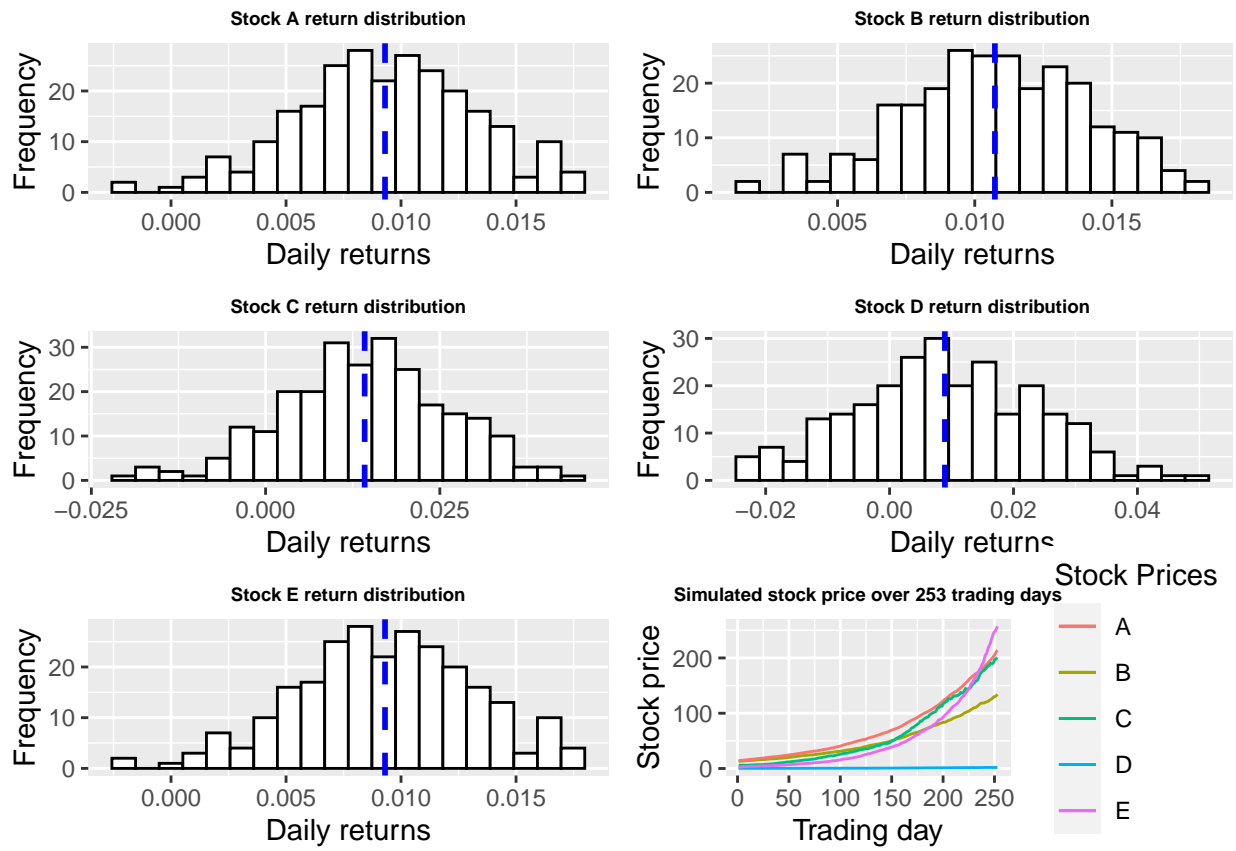 Stock A return distribution
Frequency
20
10
0
0.000 0.005 0.010 0.015
Daily returns
Stock B return distribution
Frequency
20
10
0
0.005 0.010 0.015
Daily returns
Stock C return distribution
Frequency
30
20
10
0
−0.025 0.000 0.025
Daily returns
Stock D return distribution
Frequency
30
20
10
0
−0.02 0.00 0.02 0.04
Daily returns
Stock E return distribution
Frequency
20
10
0
0.000 0.005 0.010 0.015
Daily returns
Simulated stock price over 253 trading days
Stock price
200
100
0
0 50 100 150 200 250
Trading day
Stock Prices
A
B
C
D
E